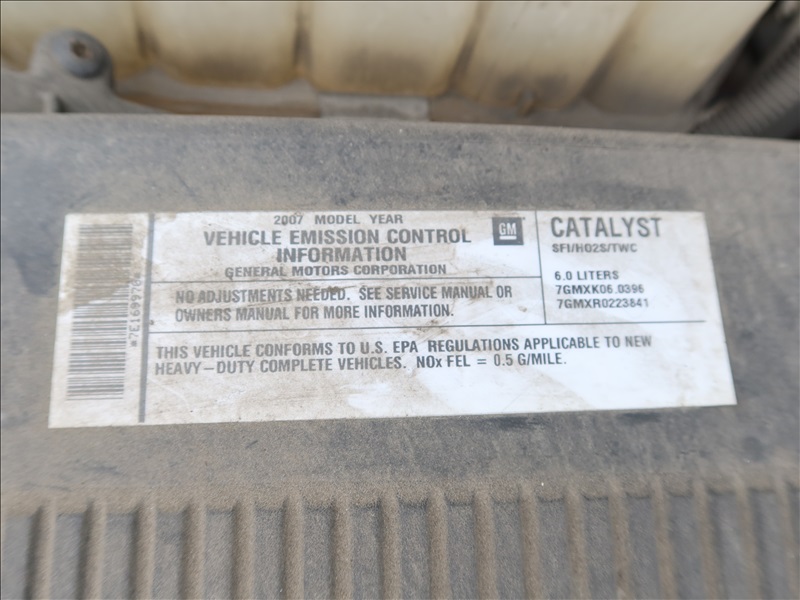 2007 MODEL YEAR
VEHICLE EMISSION CONTROL
INFORMATION
GENERAL MOTORS CORPORATION
GM
NO ADJUSTMENTS NEEDED. SEE SERVICE MANUAL OR
OWNERS MANUAL FOR MORE INFORMATION.
CATALYST
SFI/HO2S/TWC
6.0 LITERS
7GMXK06.0396
7GMXR0223841
THIS VEHICLE CONFORMS TO U.S. EPA REGULATIONS APPLICABLE TO NEW
HEAVY-DUTY COMPLETE VEHICLES. NOx FEL = 0.5 G/MILE.